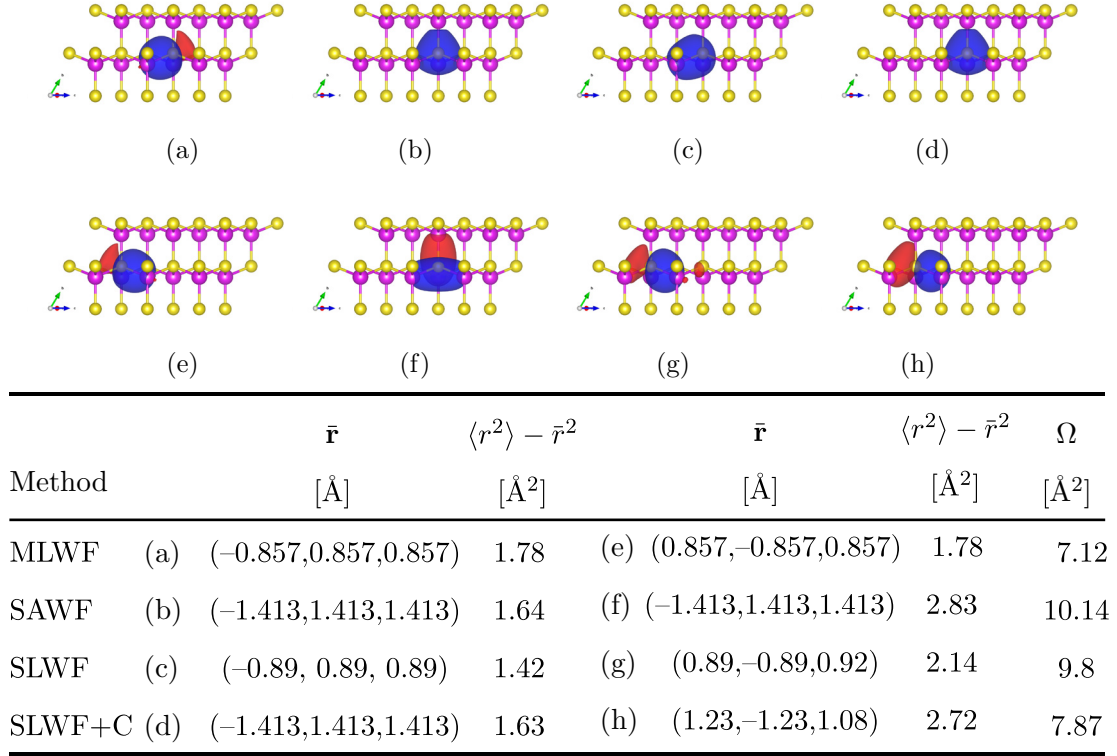 (a) (b) (c) (d)
(e) (f) (g) (h)
r̄ ⟨r²⟩ − r̄² r̄ ⟨r²⟩ − r̄² Ω
Method [Å] [Å²] [Å] [Å²] [Å²]
MLWF (a) (–0.857,0.857,0.857) 1.78 (e) (0.857,–0.857,0.857) 1.78 7.12
SAWF (b) (–1.413,1.413,1.413) 1.64 (f) (–1.413,1.413,1.413) 2.83 10.14
SLWF (c) (–0.89, 0.89, 0.89) 1.42 (g) (0.89,–0.89,0.92) 2.14 9.8
SLWF+C (d) (–1.413,1.413,1.413) 1.63 (h) (1.23,–1.23,1.08) 2.72 7.87